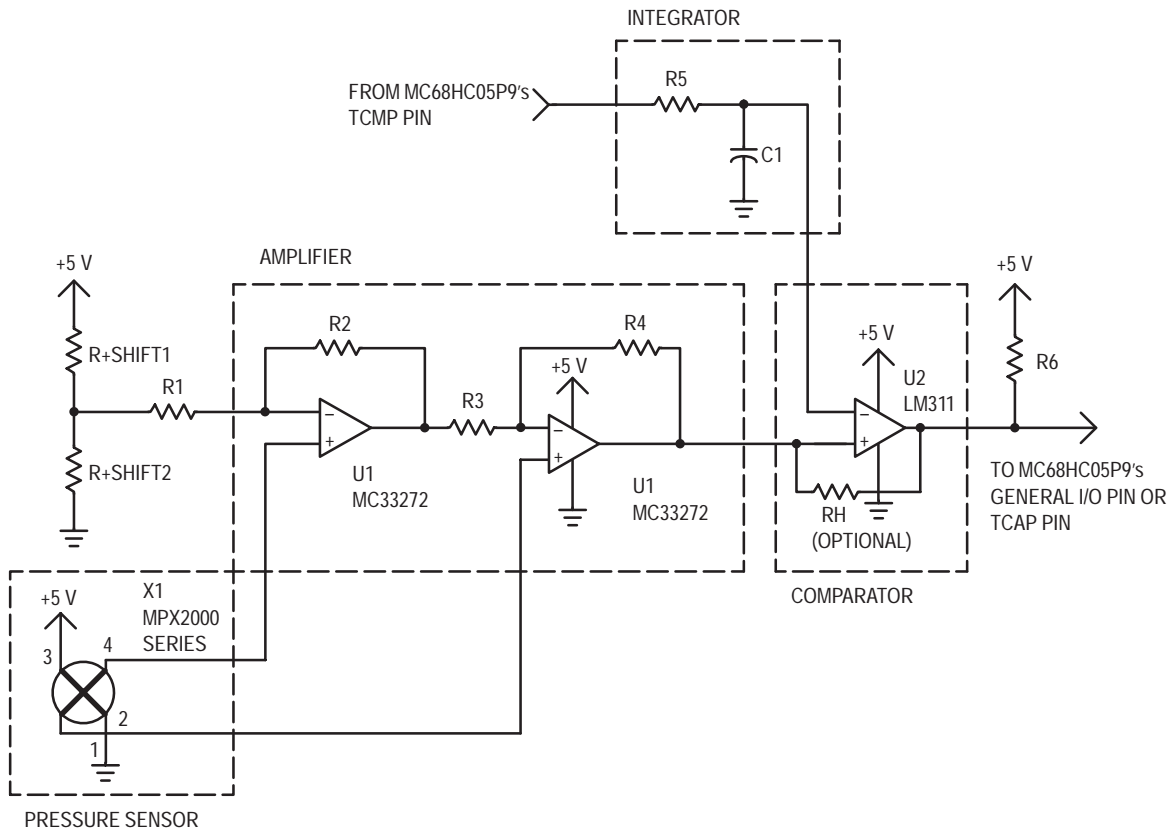 INTEGRATOR
R5
FROM MC68HC05P9's
TCMP PIN
C1
+5 V
AMPLIFIER
+5 V
R2
R4
R+SHIFT1
+5 V
+5 V
R6
R1
R3
U2
LM311
–
+
–
+
–
+
R+SHIFT2
U1
MC33272
U1
MC33272
RH
(OPTIONAL)
TO MC68HC05P9's
GENERAL I/O PIN OR
TCAP PIN
COMPARATOR
+5 V
X1
MPX2000
SERIES
3
4
2
1
PRESSURE SENSOR